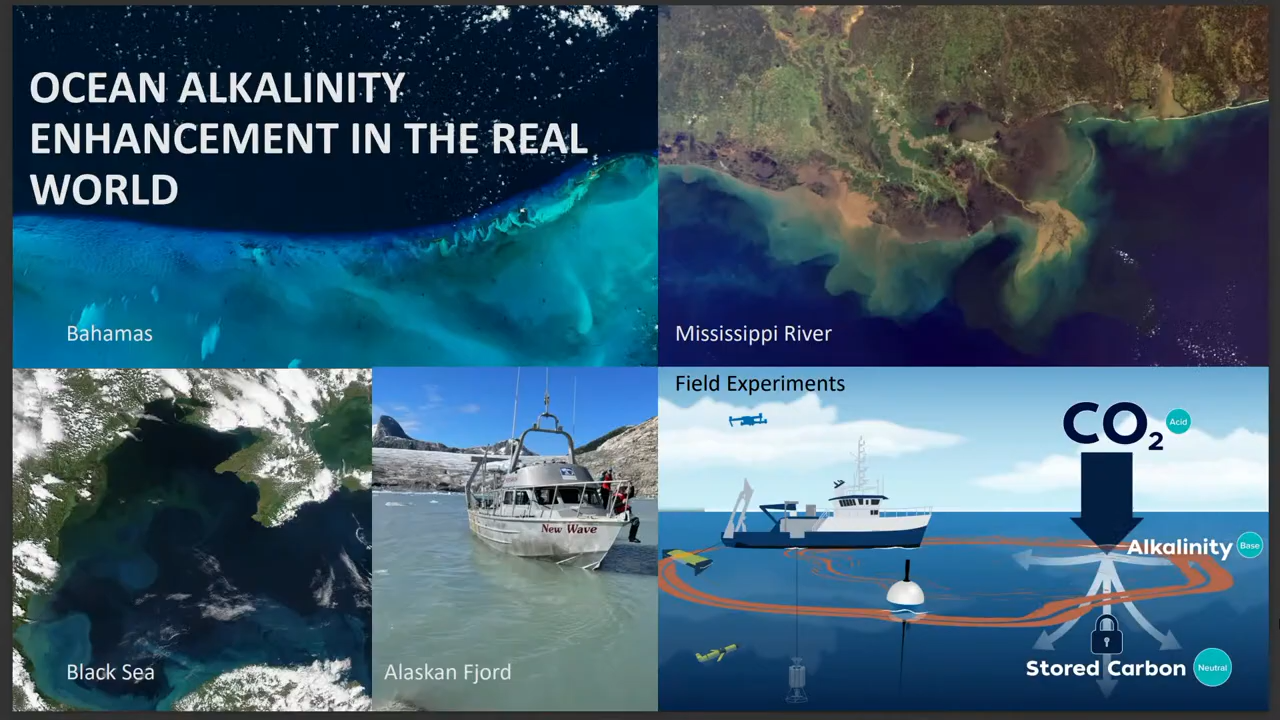 OCEAN ALKALINITY
ENHANCEMENT IN THE REAL
WORLD
Bahamas
Mississippi River
Black Sea
New Wave
Alaskan Fjord
Field Experiments
CO2
Acid
Alkalinity
Base
Stored Carbon
Neutral